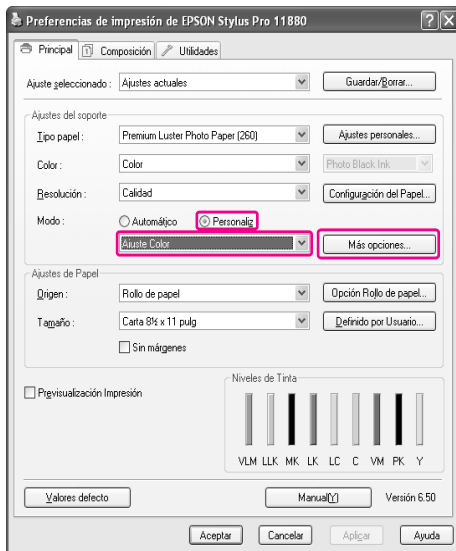 Preferencias de impresión de EPSON Stylus Pro 11880
Principal Composición Utilidades
Ajuste seleccionado : Ajustes actuales Guardar/Borrar...
Ajustes del soporte
Tipo papel : Premium Luster Photo Paper (260) Ajustes personales...
Color : Color Photo Black Ink
Resolución : Calidad Configuración del Papel...
Modo : Automático Personaliz
Ajuste Color Más opciones...
Ajustes de Papel
Origen : Rollo de papel Opción Rollo de papel...
Tamaño : Carta 8½ x 11 pulg Definido por Usuario...
Sin márgenes
Previsualización Impresión
Niveles de Tinta
VLM LLK MK LK LC C VM PK Y
Valores defecto Manual(Y) Versión 6.50
Aceptar Cancelar Aplicar Ayuda